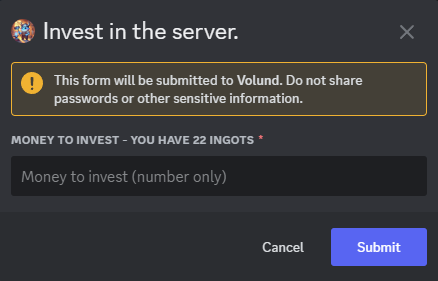 Invest in the server.
This form will be submitted to Volund. Do not share
passwords or other sensitive information.
MONEY TO INVEST - YOU HAVE 22 INGOTS *
Money to invest (number only)
Cancel Submit